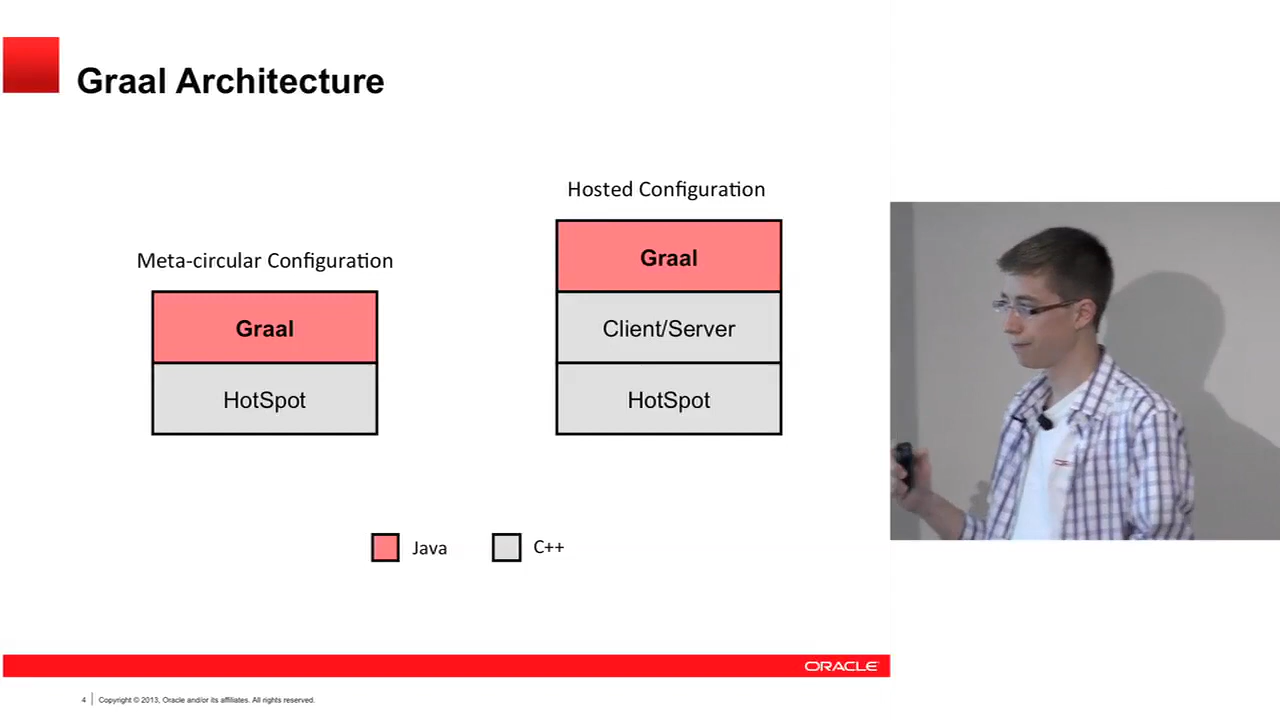 Graal Architecture
Meta-circular Configuration
Graal
HotSpot
Hosted Configuration
Graal
Client/Server
HotSpot
Java
C++
ORACLE
4 Copyright © 2013, Oracle and/or its affiliates. All rights reserved.